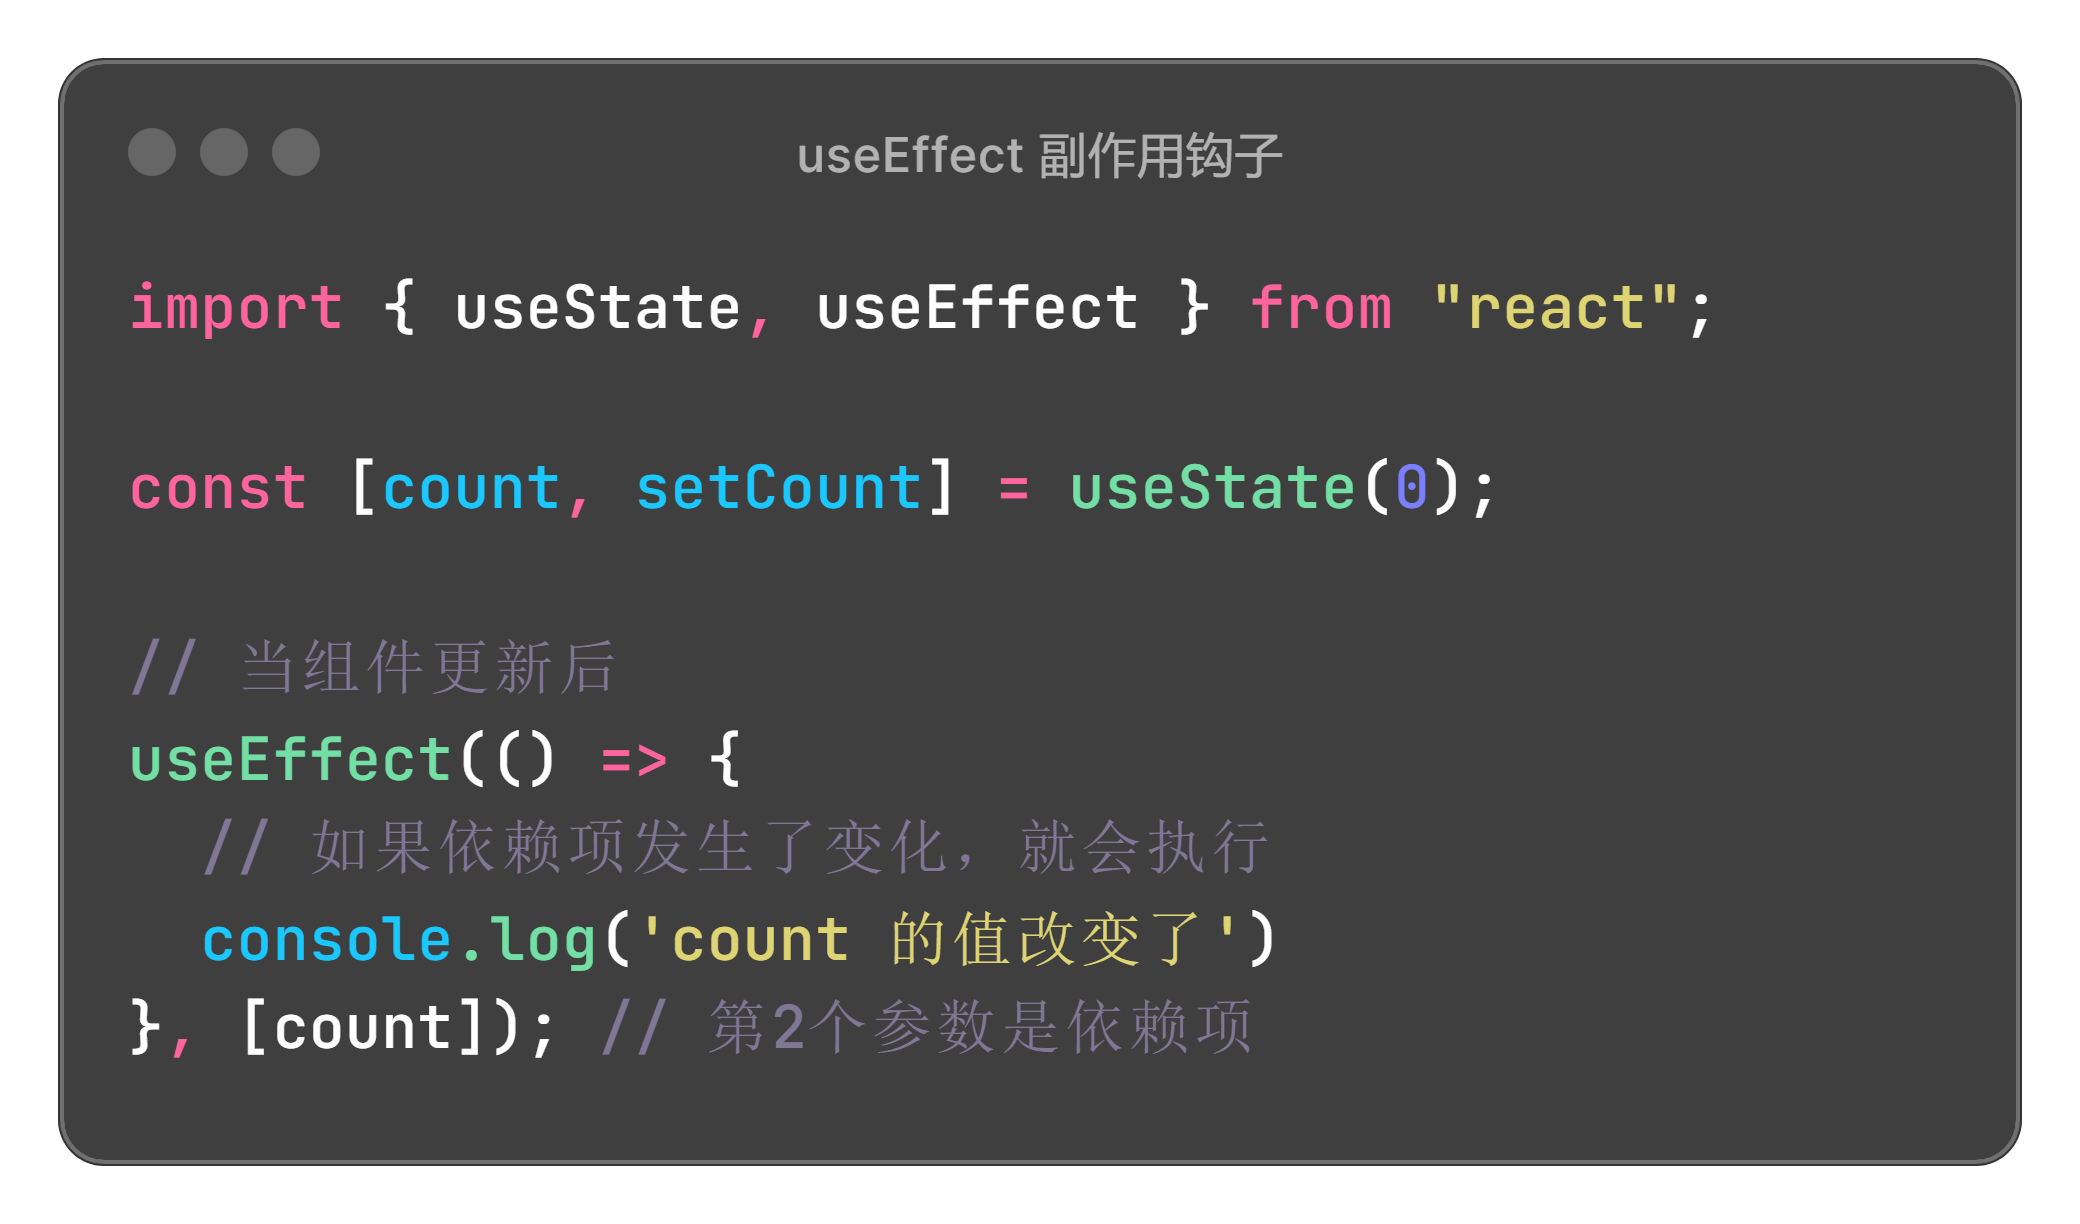 useEffect 副作用钩子
import { useState, useEffect } from "react";
const [count, setCount] = useState(0);
// 当组件更新后
useEffect(() => {
  // 如果依赖项发生了变化，就会执行
  console.log('count 的值改变了')
}, [count]); // 第2个参数是依赖项